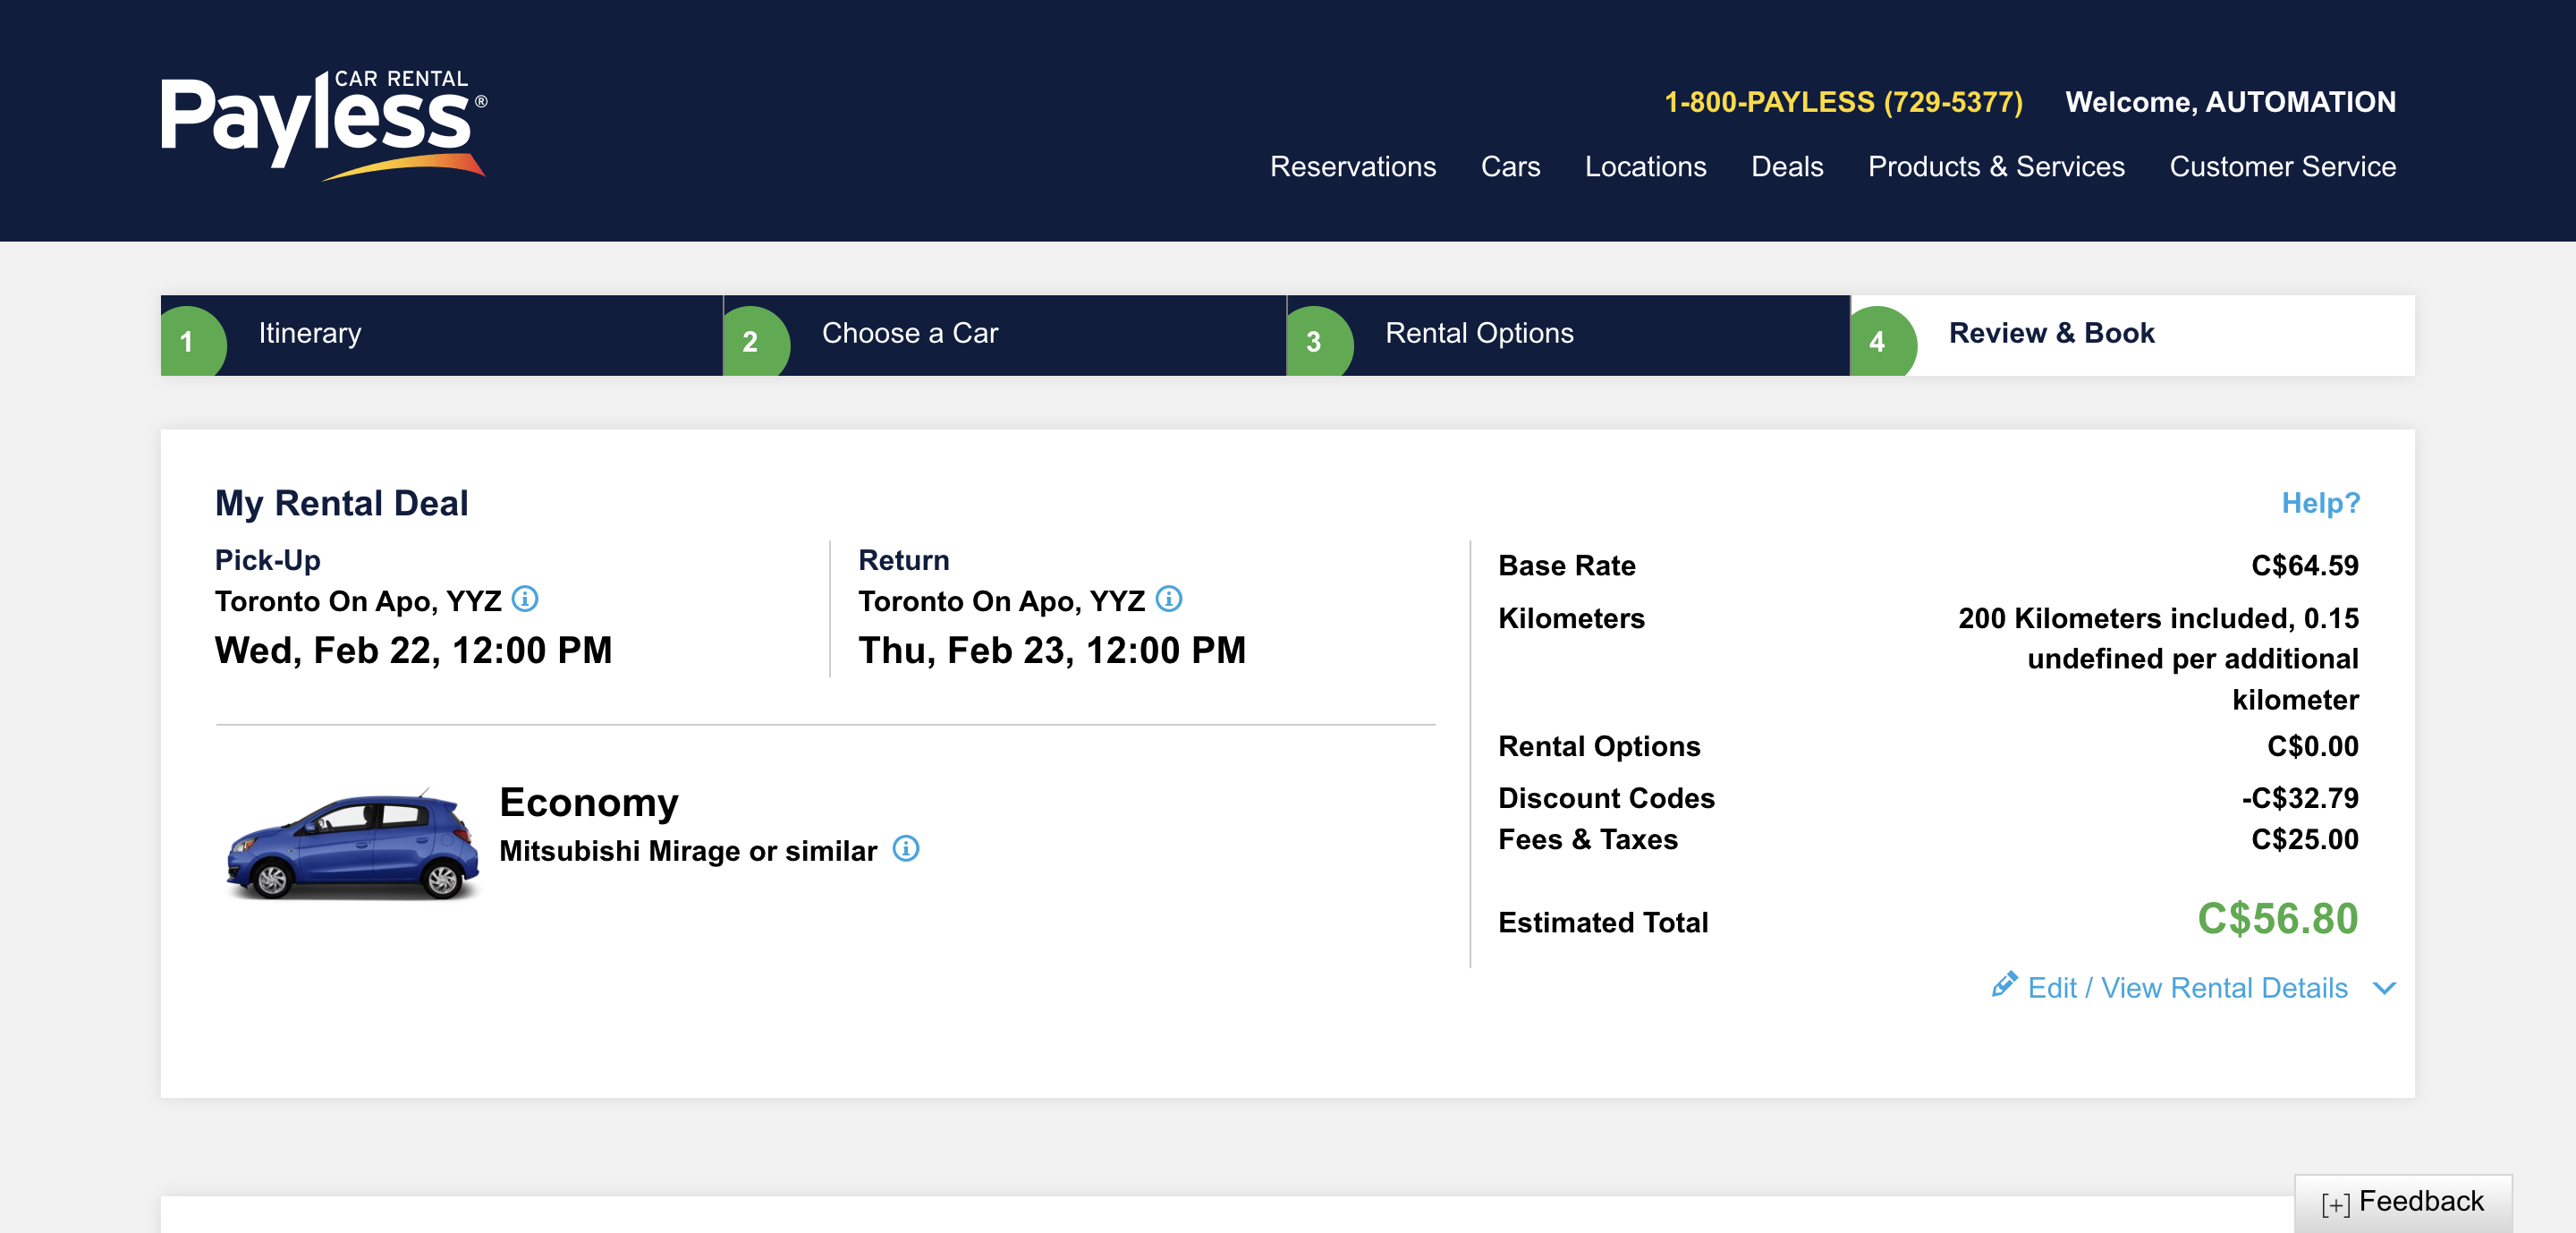 CAR RENTAL
Payless®
1-800-PAYLESS (729-5377) Welcome, AUTOMATION
Reservations Cars Locations Deals Products & Services Customer Service
1 Itinerary
2 Choose a Car
3 Rental Options
4 Review & Book
My Rental Deal
Help?
Pick-Up
Toronto On Apo, YYZ
Wed, Feb 22, 12:00 PM
Return
Toronto On Apo, YYZ
Thu, Feb 23, 12:00 PM
Economy
Mitsubishi Mirage or similar
Base Rate C$64.59
Kilometers 200 Kilometers included, 0.15
undefined per additional
kilometer
Rental Options C$0.00
Discount Codes -C$32.79
Fees & Taxes C$25.00
Estimated Total C$56.80
Edit / View Rental Details
[+] Feedback